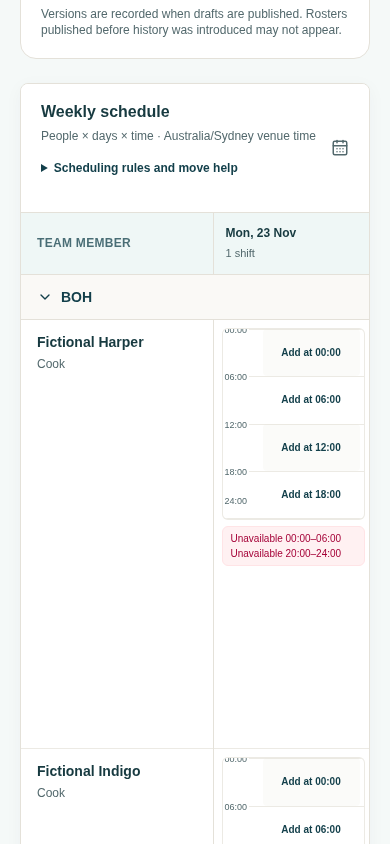 Versions are recorded when drafts are published. Rosters
published before history was introduced may not appear.
Weekly schedule
People × days × time · Australia/Sydney venue time
Scheduling rules and move help
TEAM MEMBER
Mon, 23 Nov
1 shift
BOH
Fictional Harper
Cook
00:00
Add at 00:00
06:00
Add at 06:00
12:00
Add at 12:00
18:00
Add at 18:00
24:00
Unavailable 00:00–06:00
Unavailable 20:00–24:00
Fictional Indigo
Cook
00:00
Add at 00:00
06:00
Add at 06:00